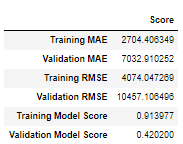 Score
Training MAE 2704.406349
Validation MAE 7032.910252
Training RMSE 4074.047269
Validation RMSE 10457.106496
Training Model Score 0.913977
Validation Model Score 0.420200